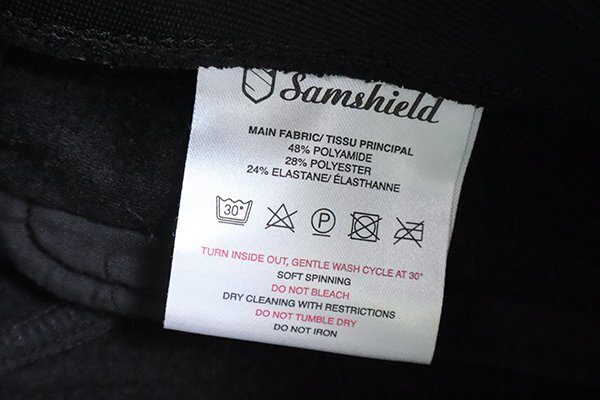 Samshield
MAIN FABRIC/ TISSU PRINCIPAL
48% POLYAMIDE
28% POLYESTER
24% ELASTANE/ ÉLASTHANNE
30° P
TURN INSIDE OUT, GENTLE WASH CYCLE AT 30°
SOFT SPINNING
DO NOT BLEACH
DRY CLEANING WITH RESTRICTIONS
DO NOT TUMBLE DRY
DO NOT IRON